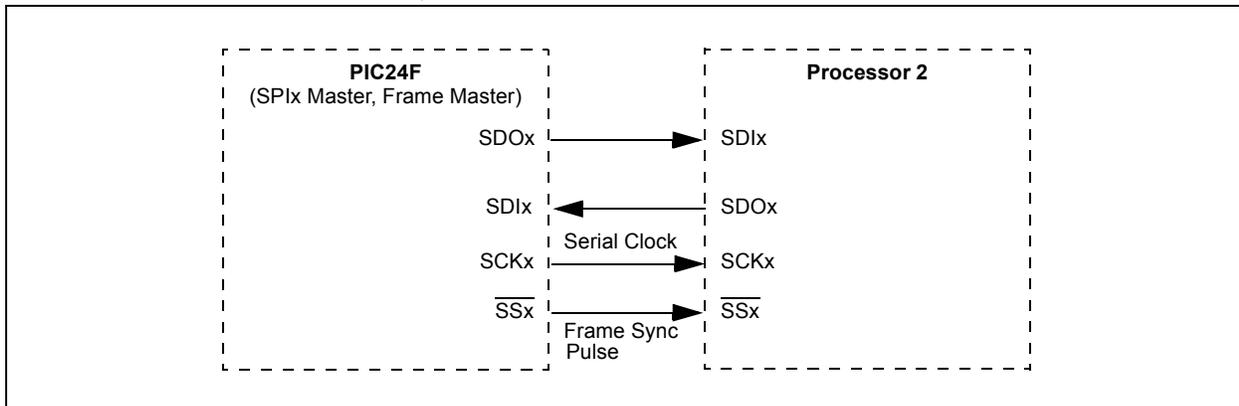 PIC24F
(SPIx Master, Frame Master)
Processor 2
SDOx
SDIx
SDIx
SDOx
Serial Clock
SCKx
SCKx
SSx
SSx
Frame Sync
Pulse